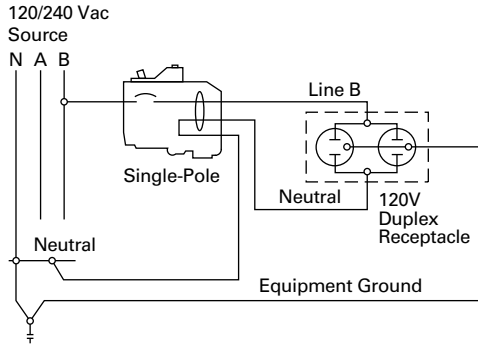 120/240 Vac
Source
N A B
Line B
Single-Pole
Neutral
120V
Duplex
Receptacle
Neutral
Equipment Ground